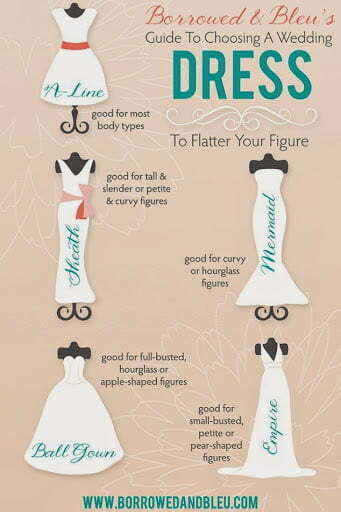 Borrowed & Bleu's
Guide To Choosing A Wedding
DRESS
To Flatter Your Figure
A-Line
good for most
body types
Sheath
good for tall &
slender or petite
& curvy figures
Mermaid
good for curvy
or hourglass
figures
Ball Gown
good for full-busted,
hourglass or
apple-shaped figures
Empire
good for
small-busted,
petite or
pear-shaped
figures
WWW.BORROWEDANDBLEU.COM